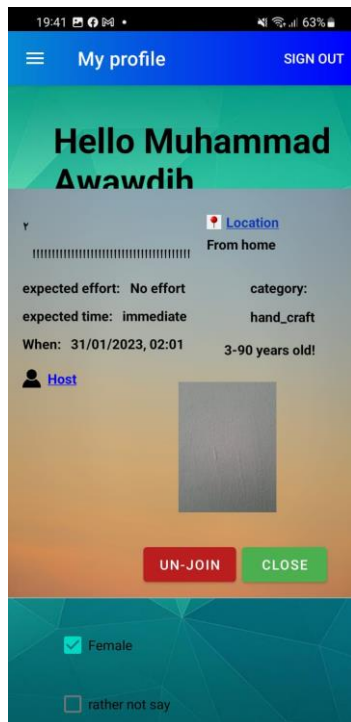 19:41 63%
My profile SIGN OUT
Hello Muhammad
Awawdih
٢
Location
From home
expected effort: No effort
category:
expected time: immediate
hand_craft
When: 31/01/2023, 02:01
3-90 years old!
Host
UN-JOIN CLOSE
Female
rather not say